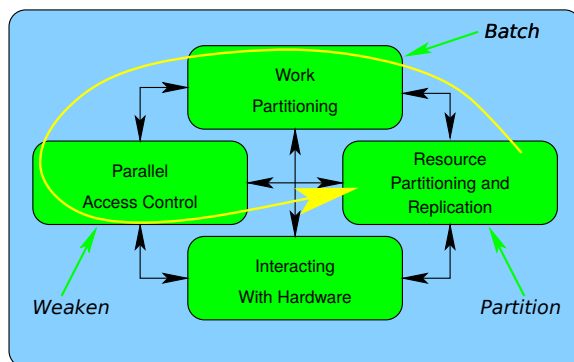 Batch
Work
Partitioning
Parallel
Access Control
Resource
Partitioning and
Replication
Interacting
With Hardware
Weaken
Partition